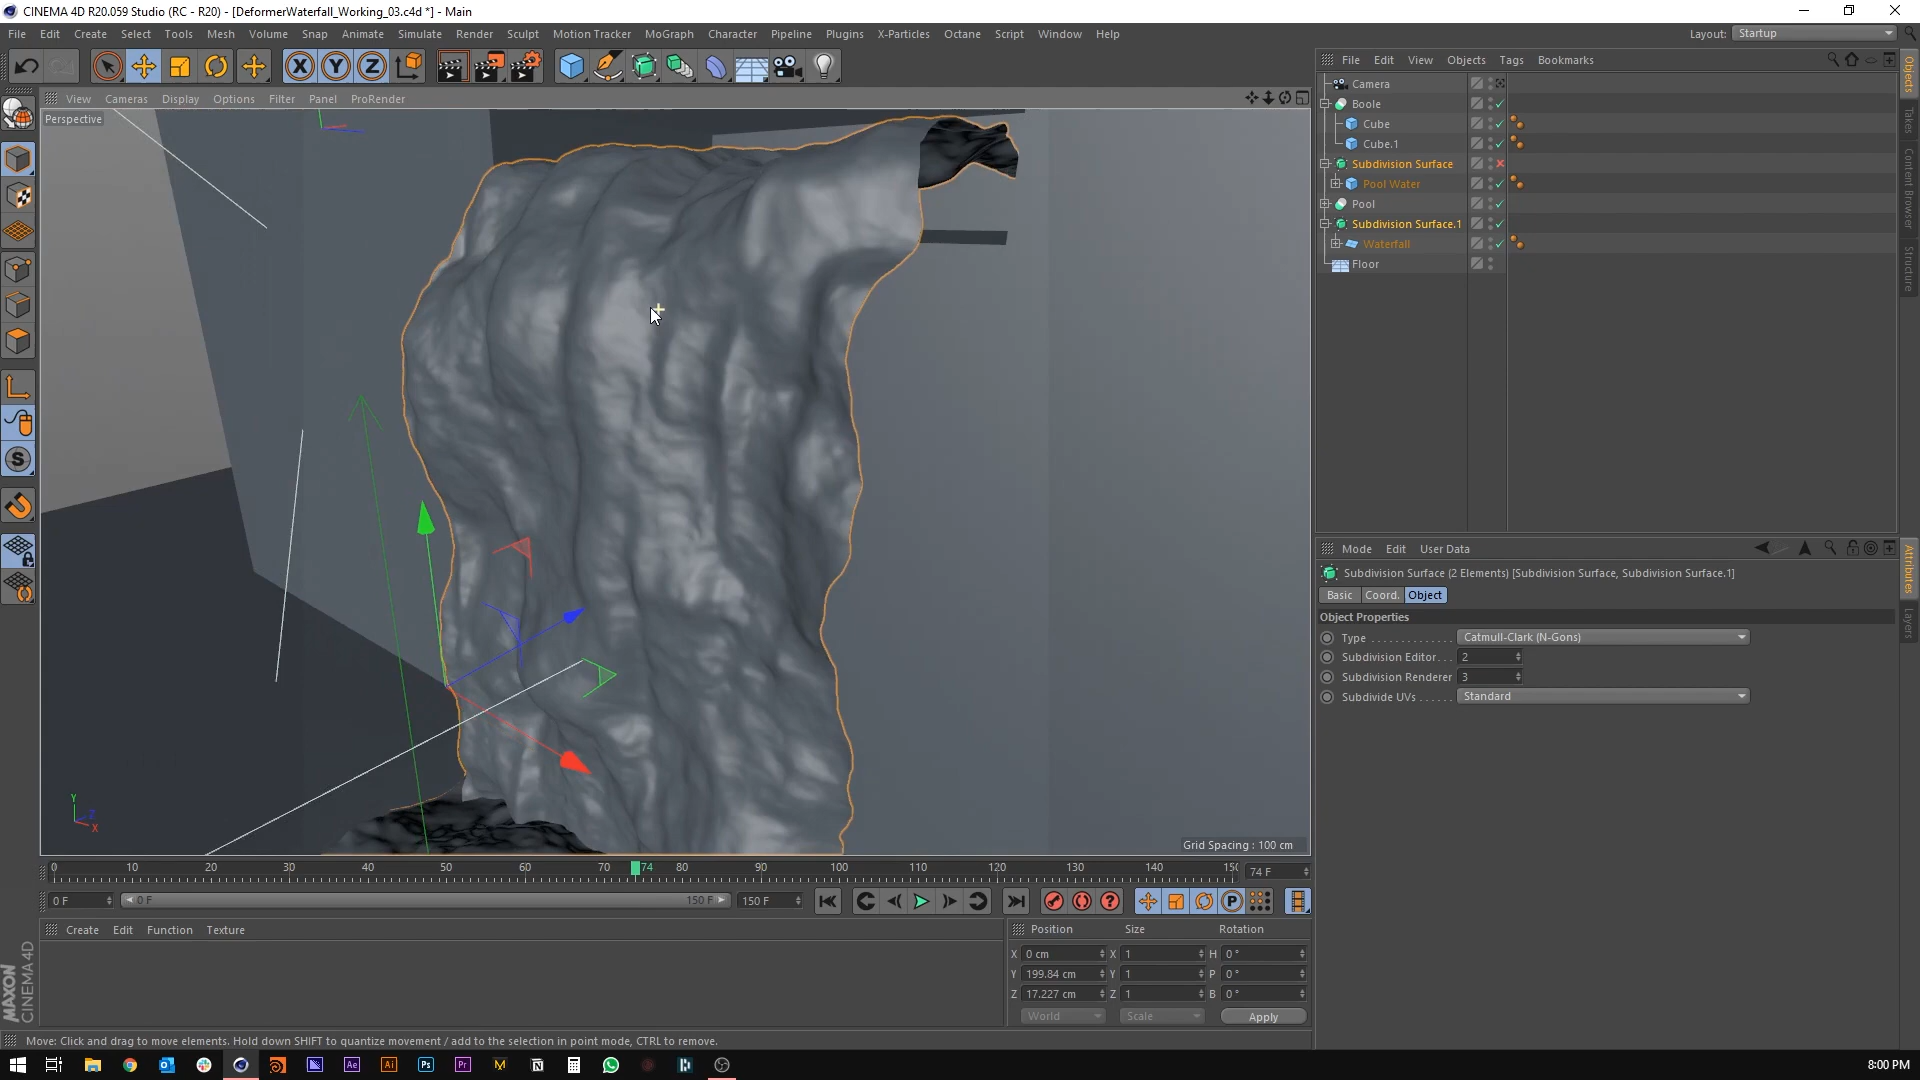 CINEMA 4D R20.059 Studio (RC - R20) - [DeformerWaterfall_Working_03.c4d *] - Main
File Edit Create Select Tools Mesh Volume Snap Animate Simulate Render Sculpt Motion Tracker MoGraph Character Pipeline Plugins X-Particles Octane Script Window Help
Layout: Startup
File Edit View Objects Tags Bookmarks
View Cameras Display Options Filter Panel ProRender
Perspective
Camera
Boole
Cube
Cube.1
Subdivision Surface
Pool Water
Pool
Subdivision Surface.1
Waterfall
Floor
Objects
Takes
Content Browser
Structure
Mode Edit User Data
Subdivision Surface (2 Elements) [Subdivision Surface, Subdivision Surface.1]
Basic Coord. Object
Object Properties
Type . . . . . . . . . . . . . Catmull-Clark (N-Gons)
Subdivision Editor . . . 2
Subdivision Renderer 3
Subdivide UVs . . . . . . Standard
Attributes
Layers
Y
Z
X
Grid Spacing : 100 cm
0 10 20 30 40 50 60 70 74 80 90 100 110 120 130 140 150
74 F
0 F 0 F 150 F 150 F
Create Edit Function Texture
Position Size Rotation
X 0 cm X 1 H 0 °
Y 199.84 cm Y 1 P 0 °
Z 17.227 cm Z 1 B 0 °
World Scale Apply
MAXON
CINEMA 4D
Move: Click and drag to move elements. Hold down SHIFT to quantize movement / add to the selection in point mode, CTRL to remove.
8:00 PM